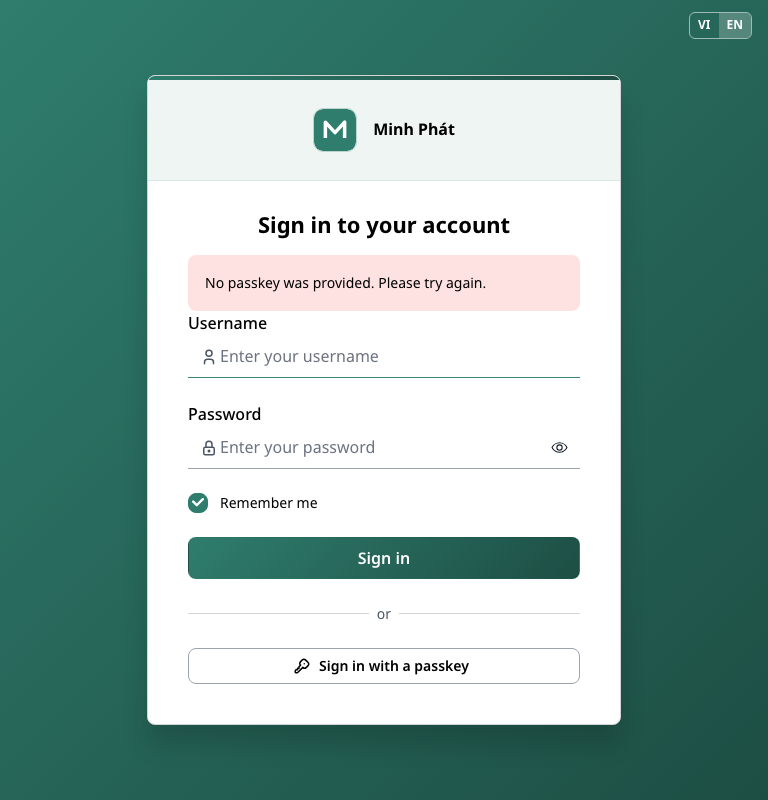 VI EN
Minh Phát
Sign in to your account
No passkey was provided. Please try again.
Username
Enter your username
Password
Enter your password
Remember me
Sign in
or
Sign in with a passkey